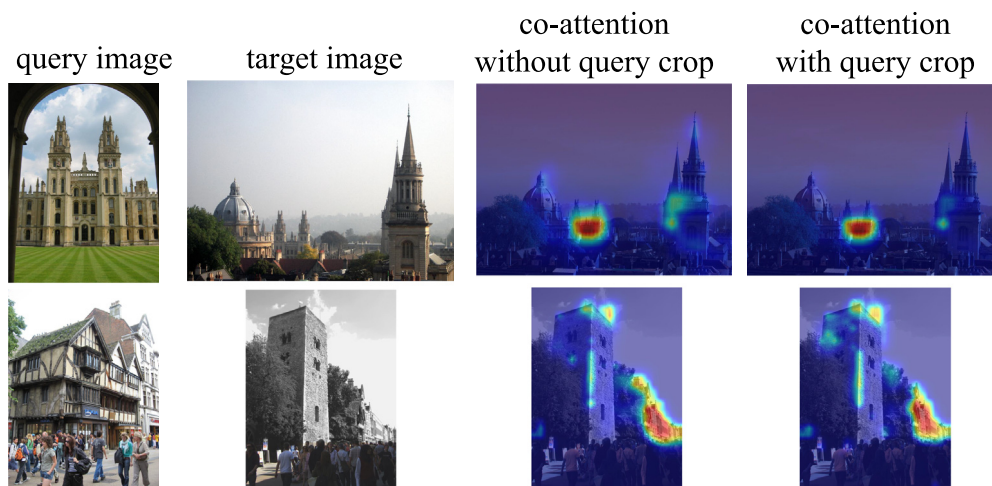 query image
target image
co-attention
without query crop
co-attention
with query crop